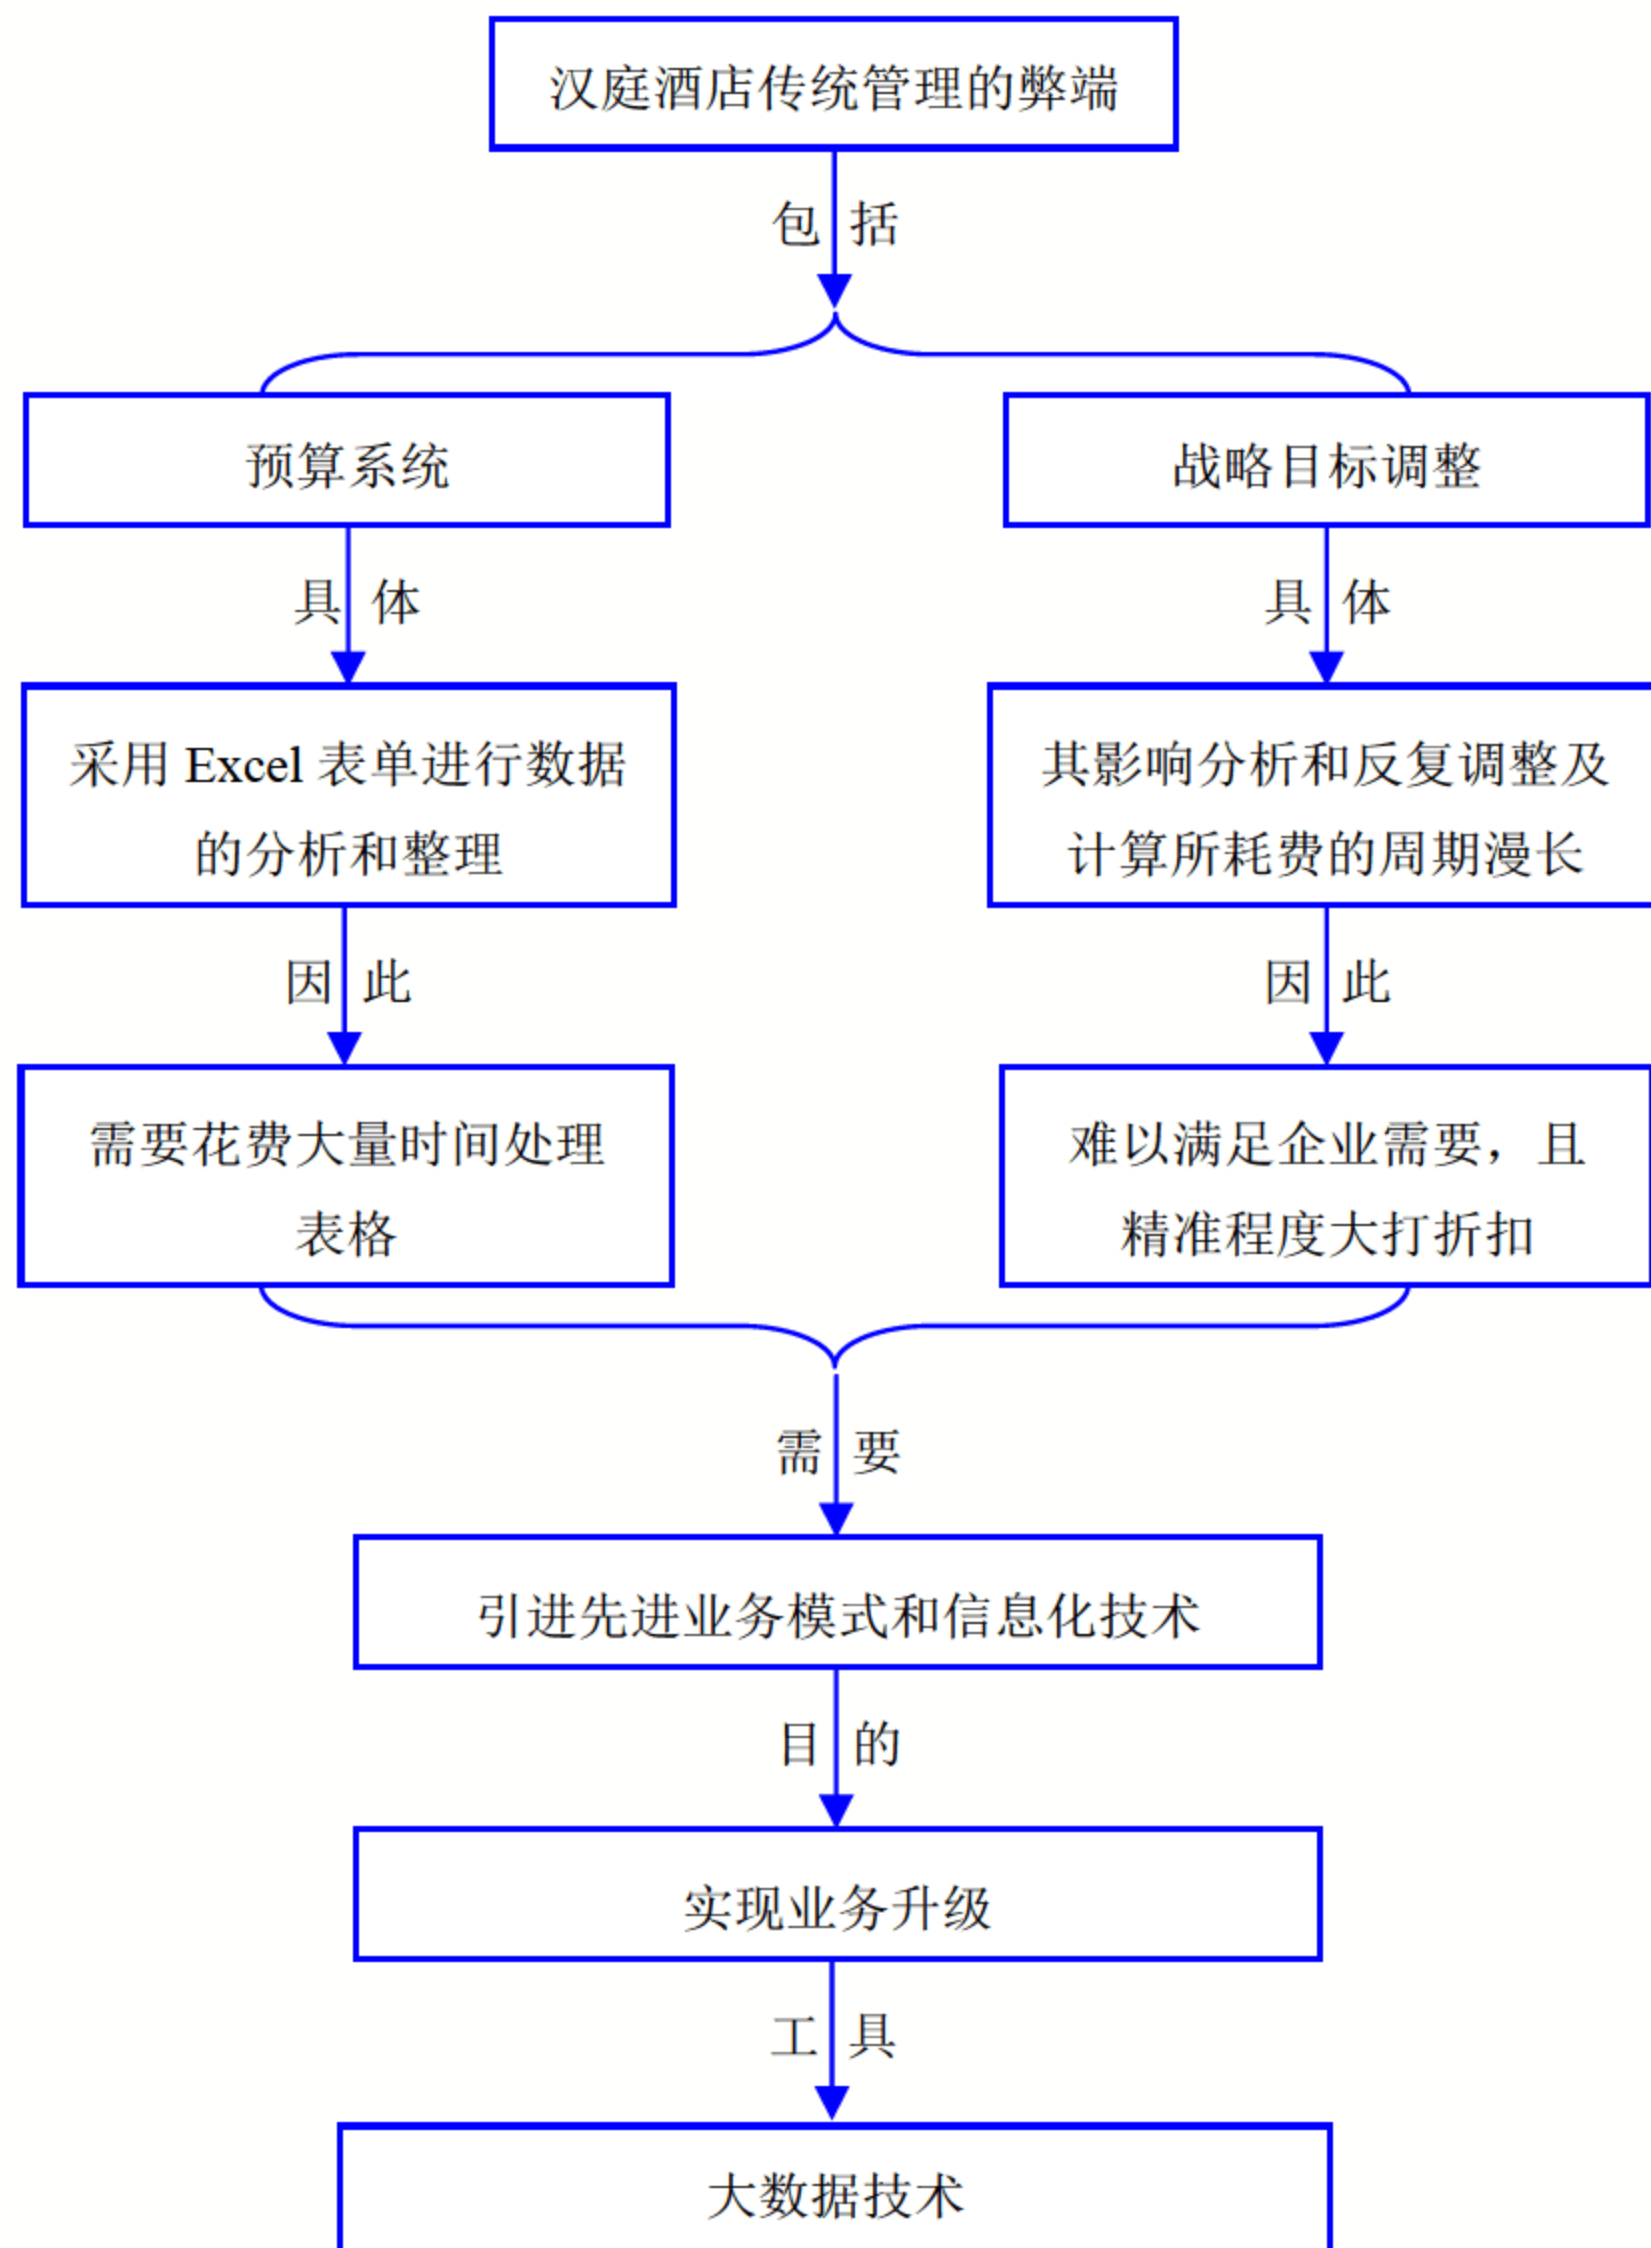 汉庭酒店传统管理的弊端
包括
预算系统
战略目标调整
具体
具体
采用 Excel 表单进行数据
的分析和整理
其影响分析和反复调整及
计算所耗费的周期漫长
因此
因此
需要花费大量时间处理
表格
难以满足企业需要，且
精准程度大打折扣
需要
引进先进业务模式和信息化技术
目的
实现业务升级
工具
大数据技术